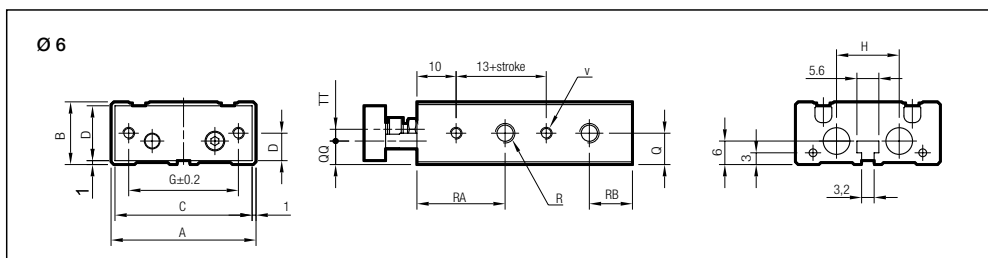 Ø 6
B
D
D
1
G±0.2
C
1
A
10
13+stroke
v
TT
QQ
Q
RA
R
RB
H
5.6
6
3
3,2